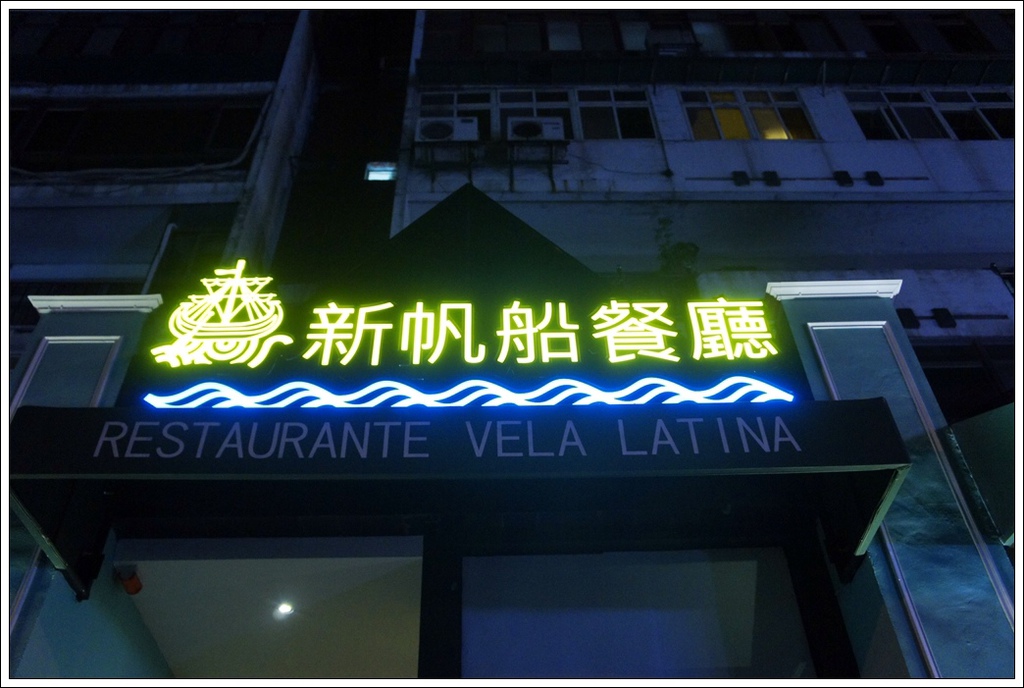 新帆船餐廳
RESTAURANTE VELA LATINA